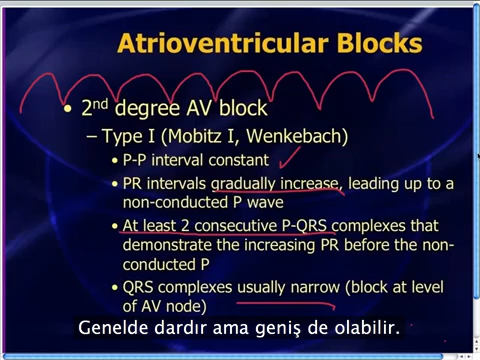 Atrioventricular Blocks
• 2nd degree AV block
– Type I (Mobitz I, Wenkebach)
• P-P interval constant
• PR intervals gradually increase, leading up to a
non-conducted P wave
• At least 2 consecutive P-QRS complexes that
demonstrate the increasing PR before the non-
conducted P
• QRS complexes usually narrow (block at level
of AV node)
Genelde dardır ama geniş de olabilir.